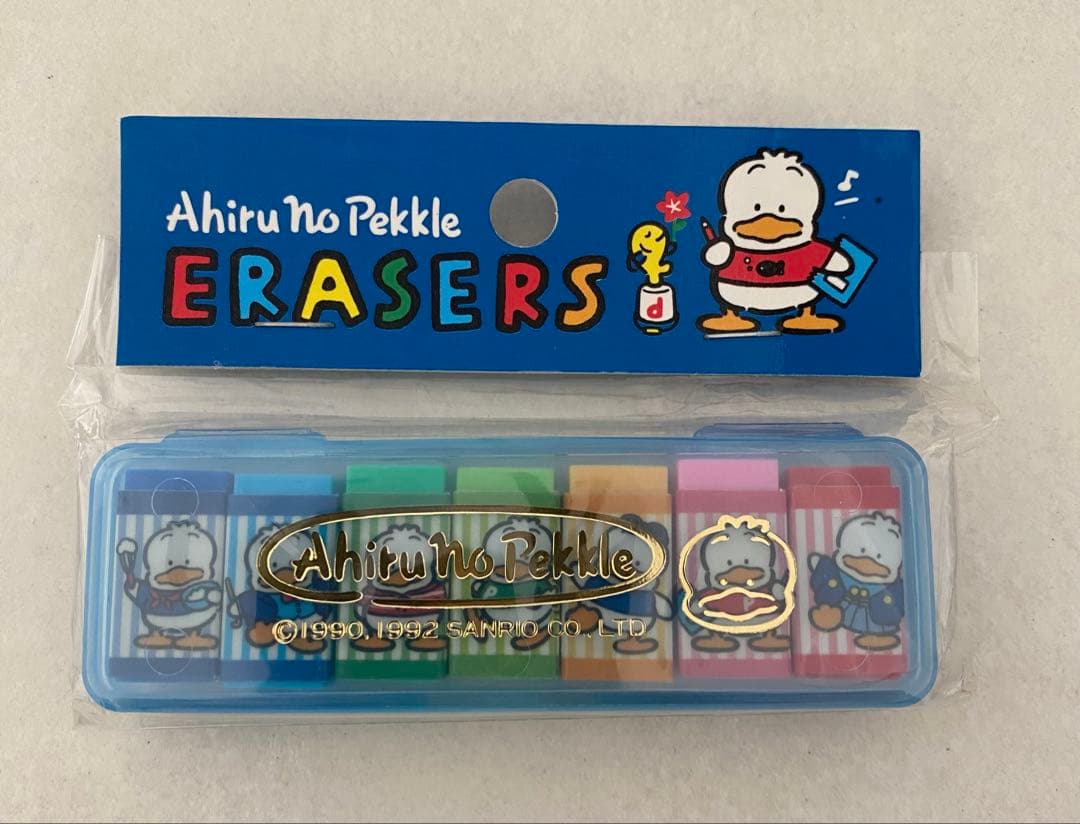 Ahiru no Pekkle
ERASERS
d
Ahiru no Pekkle
©1990, 1992 SANRIO CO., LTD
P